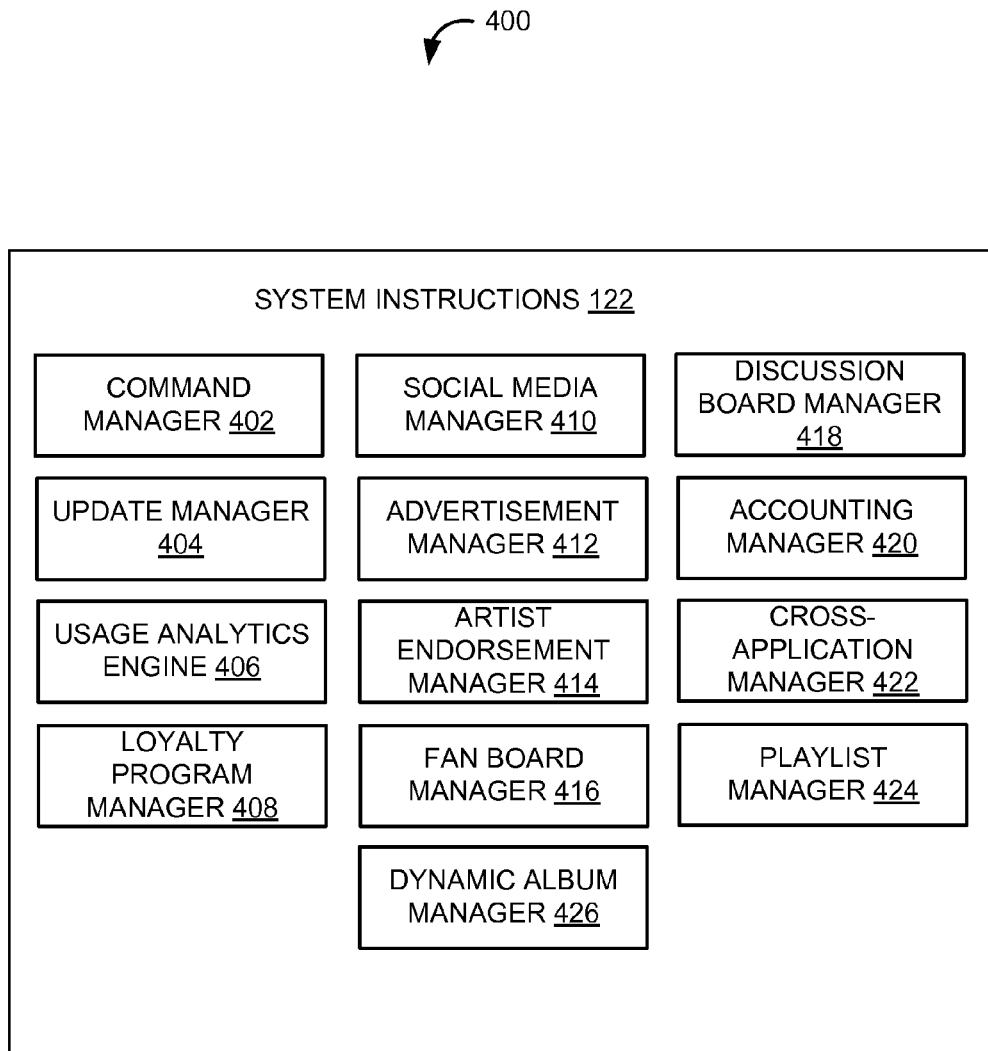 400
SYSTEM INSTRUCTIONS 122
COMMAND
MANAGER 402
SOCIAL MEDIA
MANAGER 410
DISCUSSION
BOARD MANAGER
418
UPDATE MANAGER
404
ADVERTISEMENT
MANAGER 412
ACCOUNTING
MANAGER 420
USAGE ANALYTICS
ENGINE 406
ARTIST
ENDORSEMENT
MANAGER 414
CROSS-
APPLICATION
MANAGER 422
LOYALTY
PROGRAM
MANAGER 408
FAN BOARD
MANAGER 416
PLAYLIST
MANAGER 424
DYNAMIC ALBUM
MANAGER 426